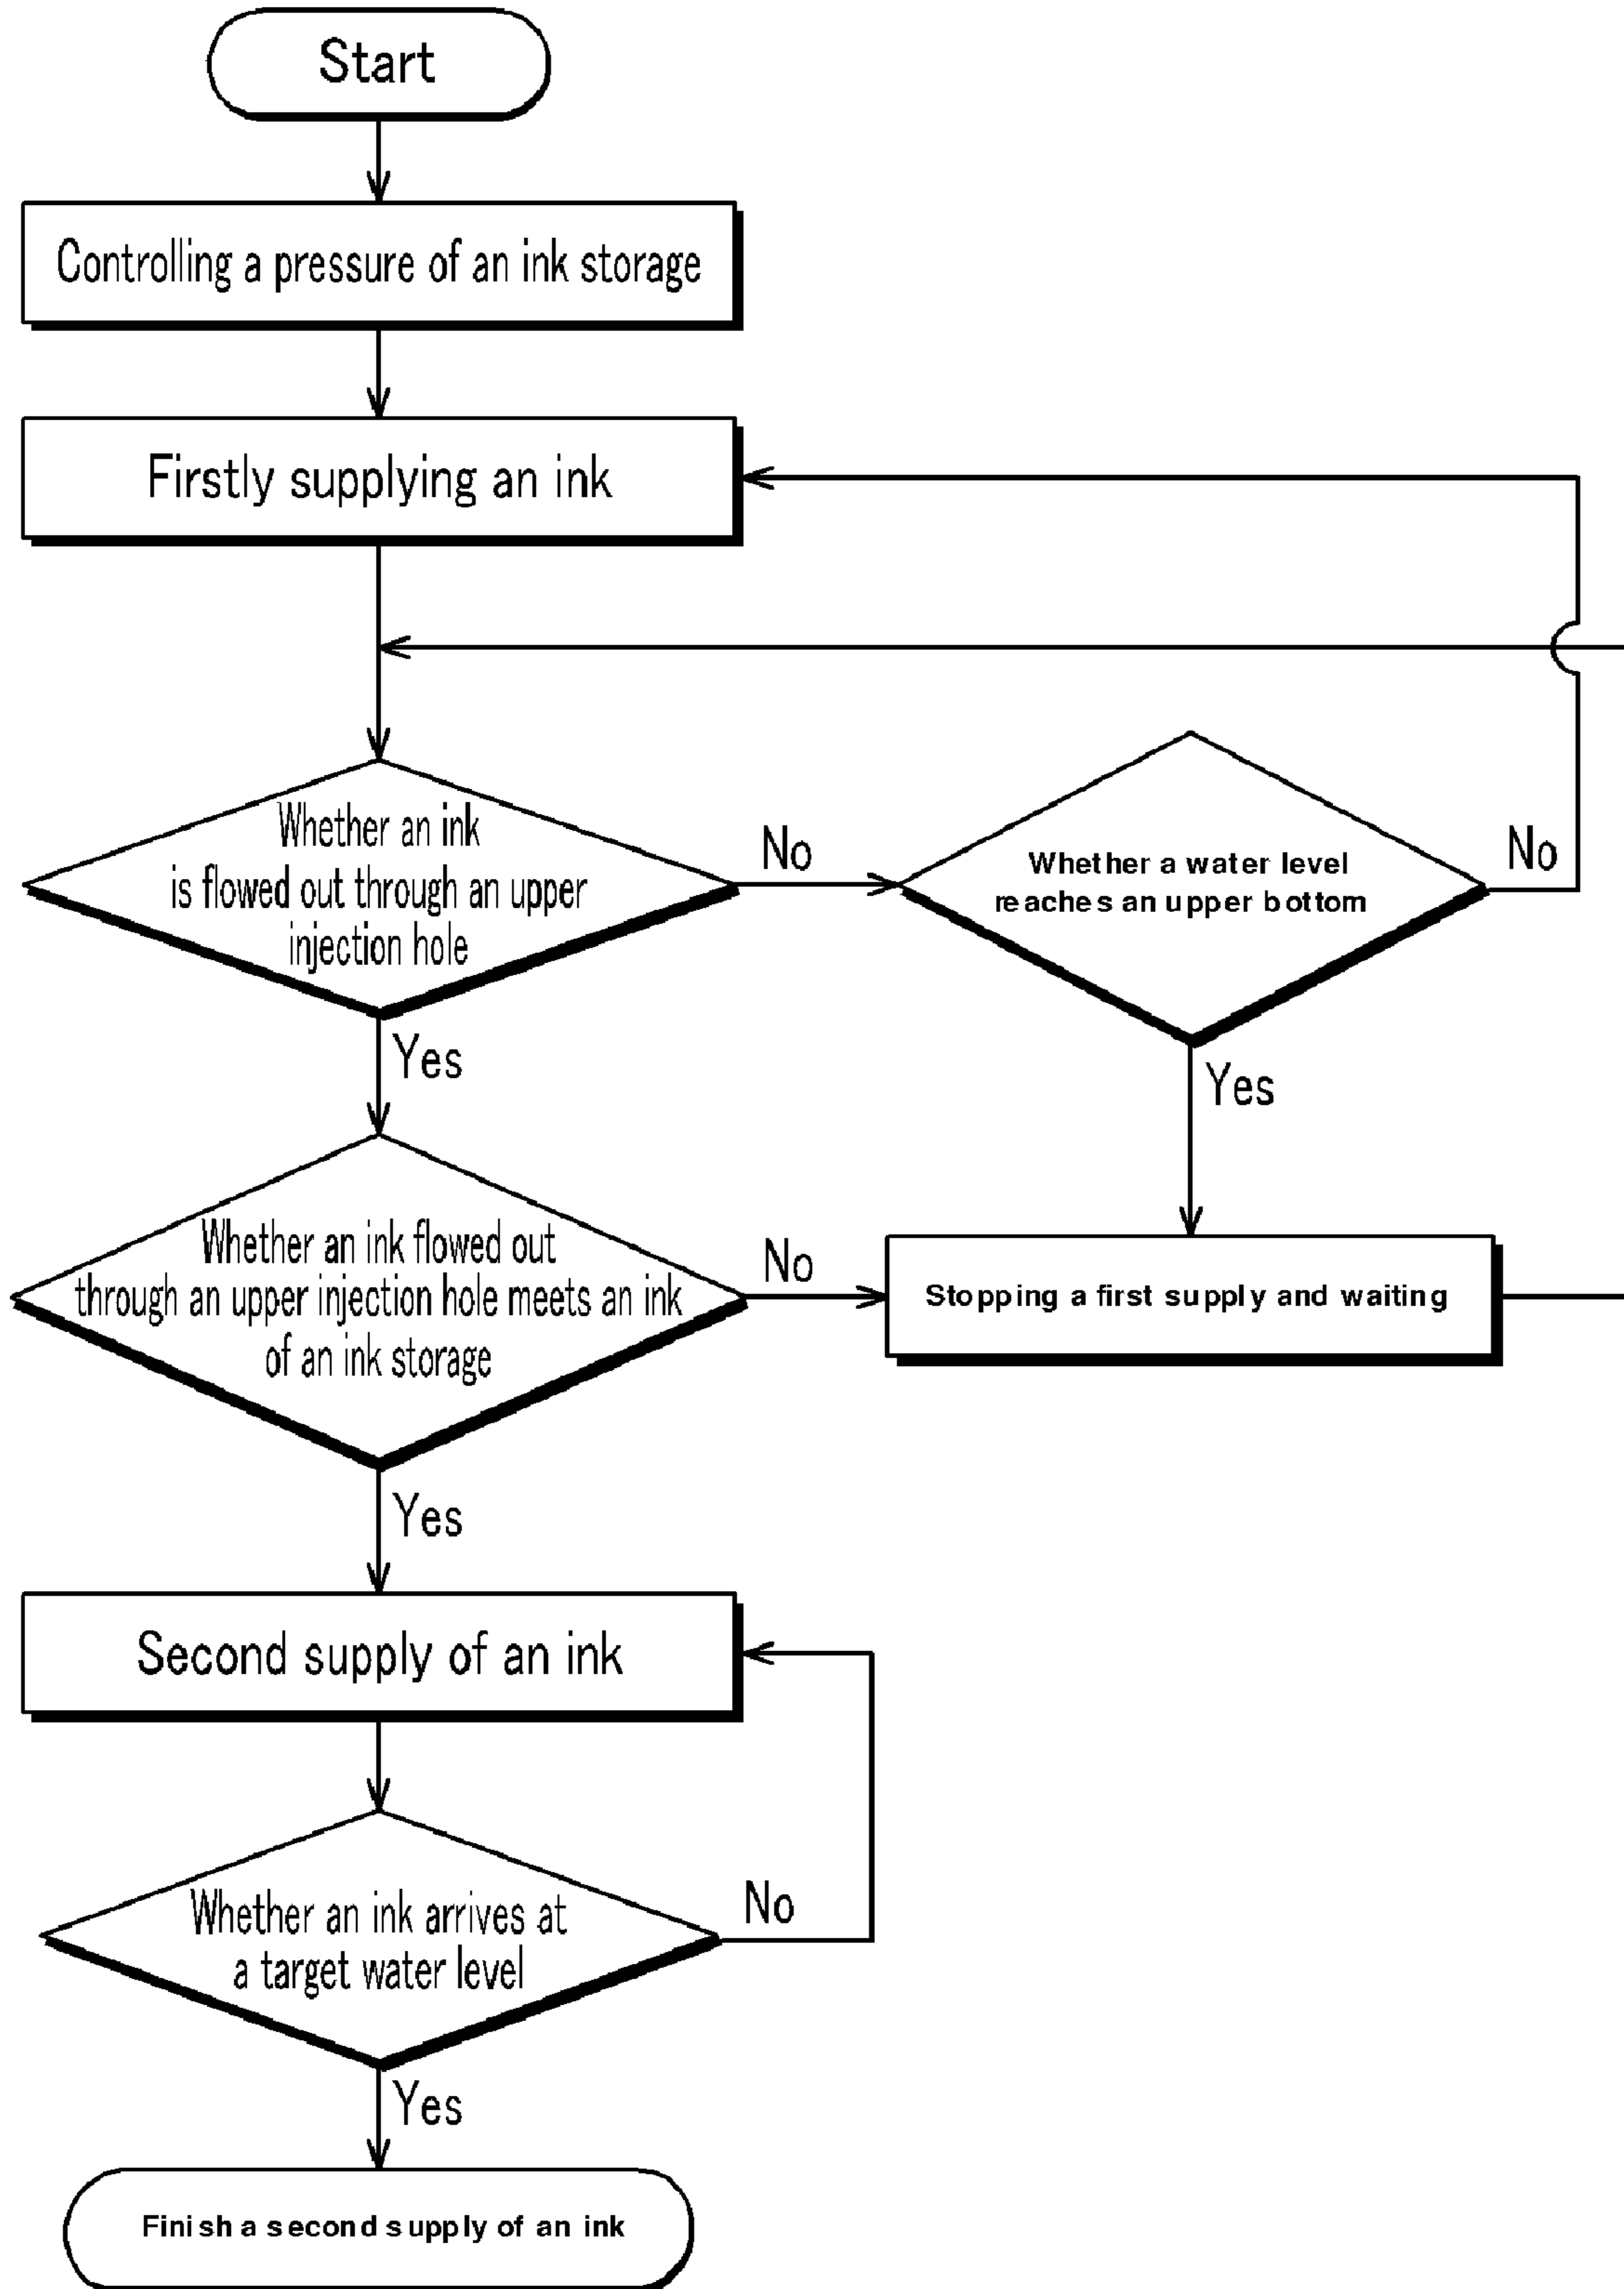 Start
Controlling a pressure of an ink storage
Firstly supplying an ink
Whether an ink
is flowed out through an upper
injection hole
No
Whether a water level
reaches an upper bottom
No
Yes
Yes
Whether an ink flowed out
through an upper injection hole meets an ink
of an ink storage
No
Stopping a first supply and waiting
Yes
Second supply of an ink
Whether an ink arrives at
a target water level
No
Yes
Finish a second supply of an ink